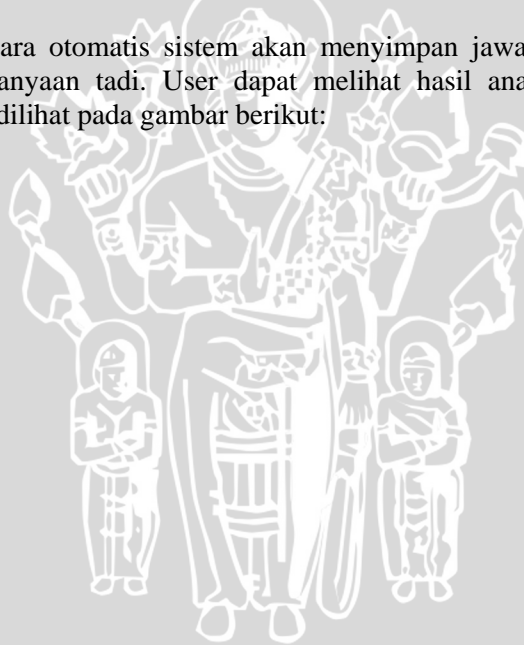 ara otomatis sistem akan menyimpan jawa
anyaan tadi. User dapat melihat hasil ana
dilihat pada gambar berikut: